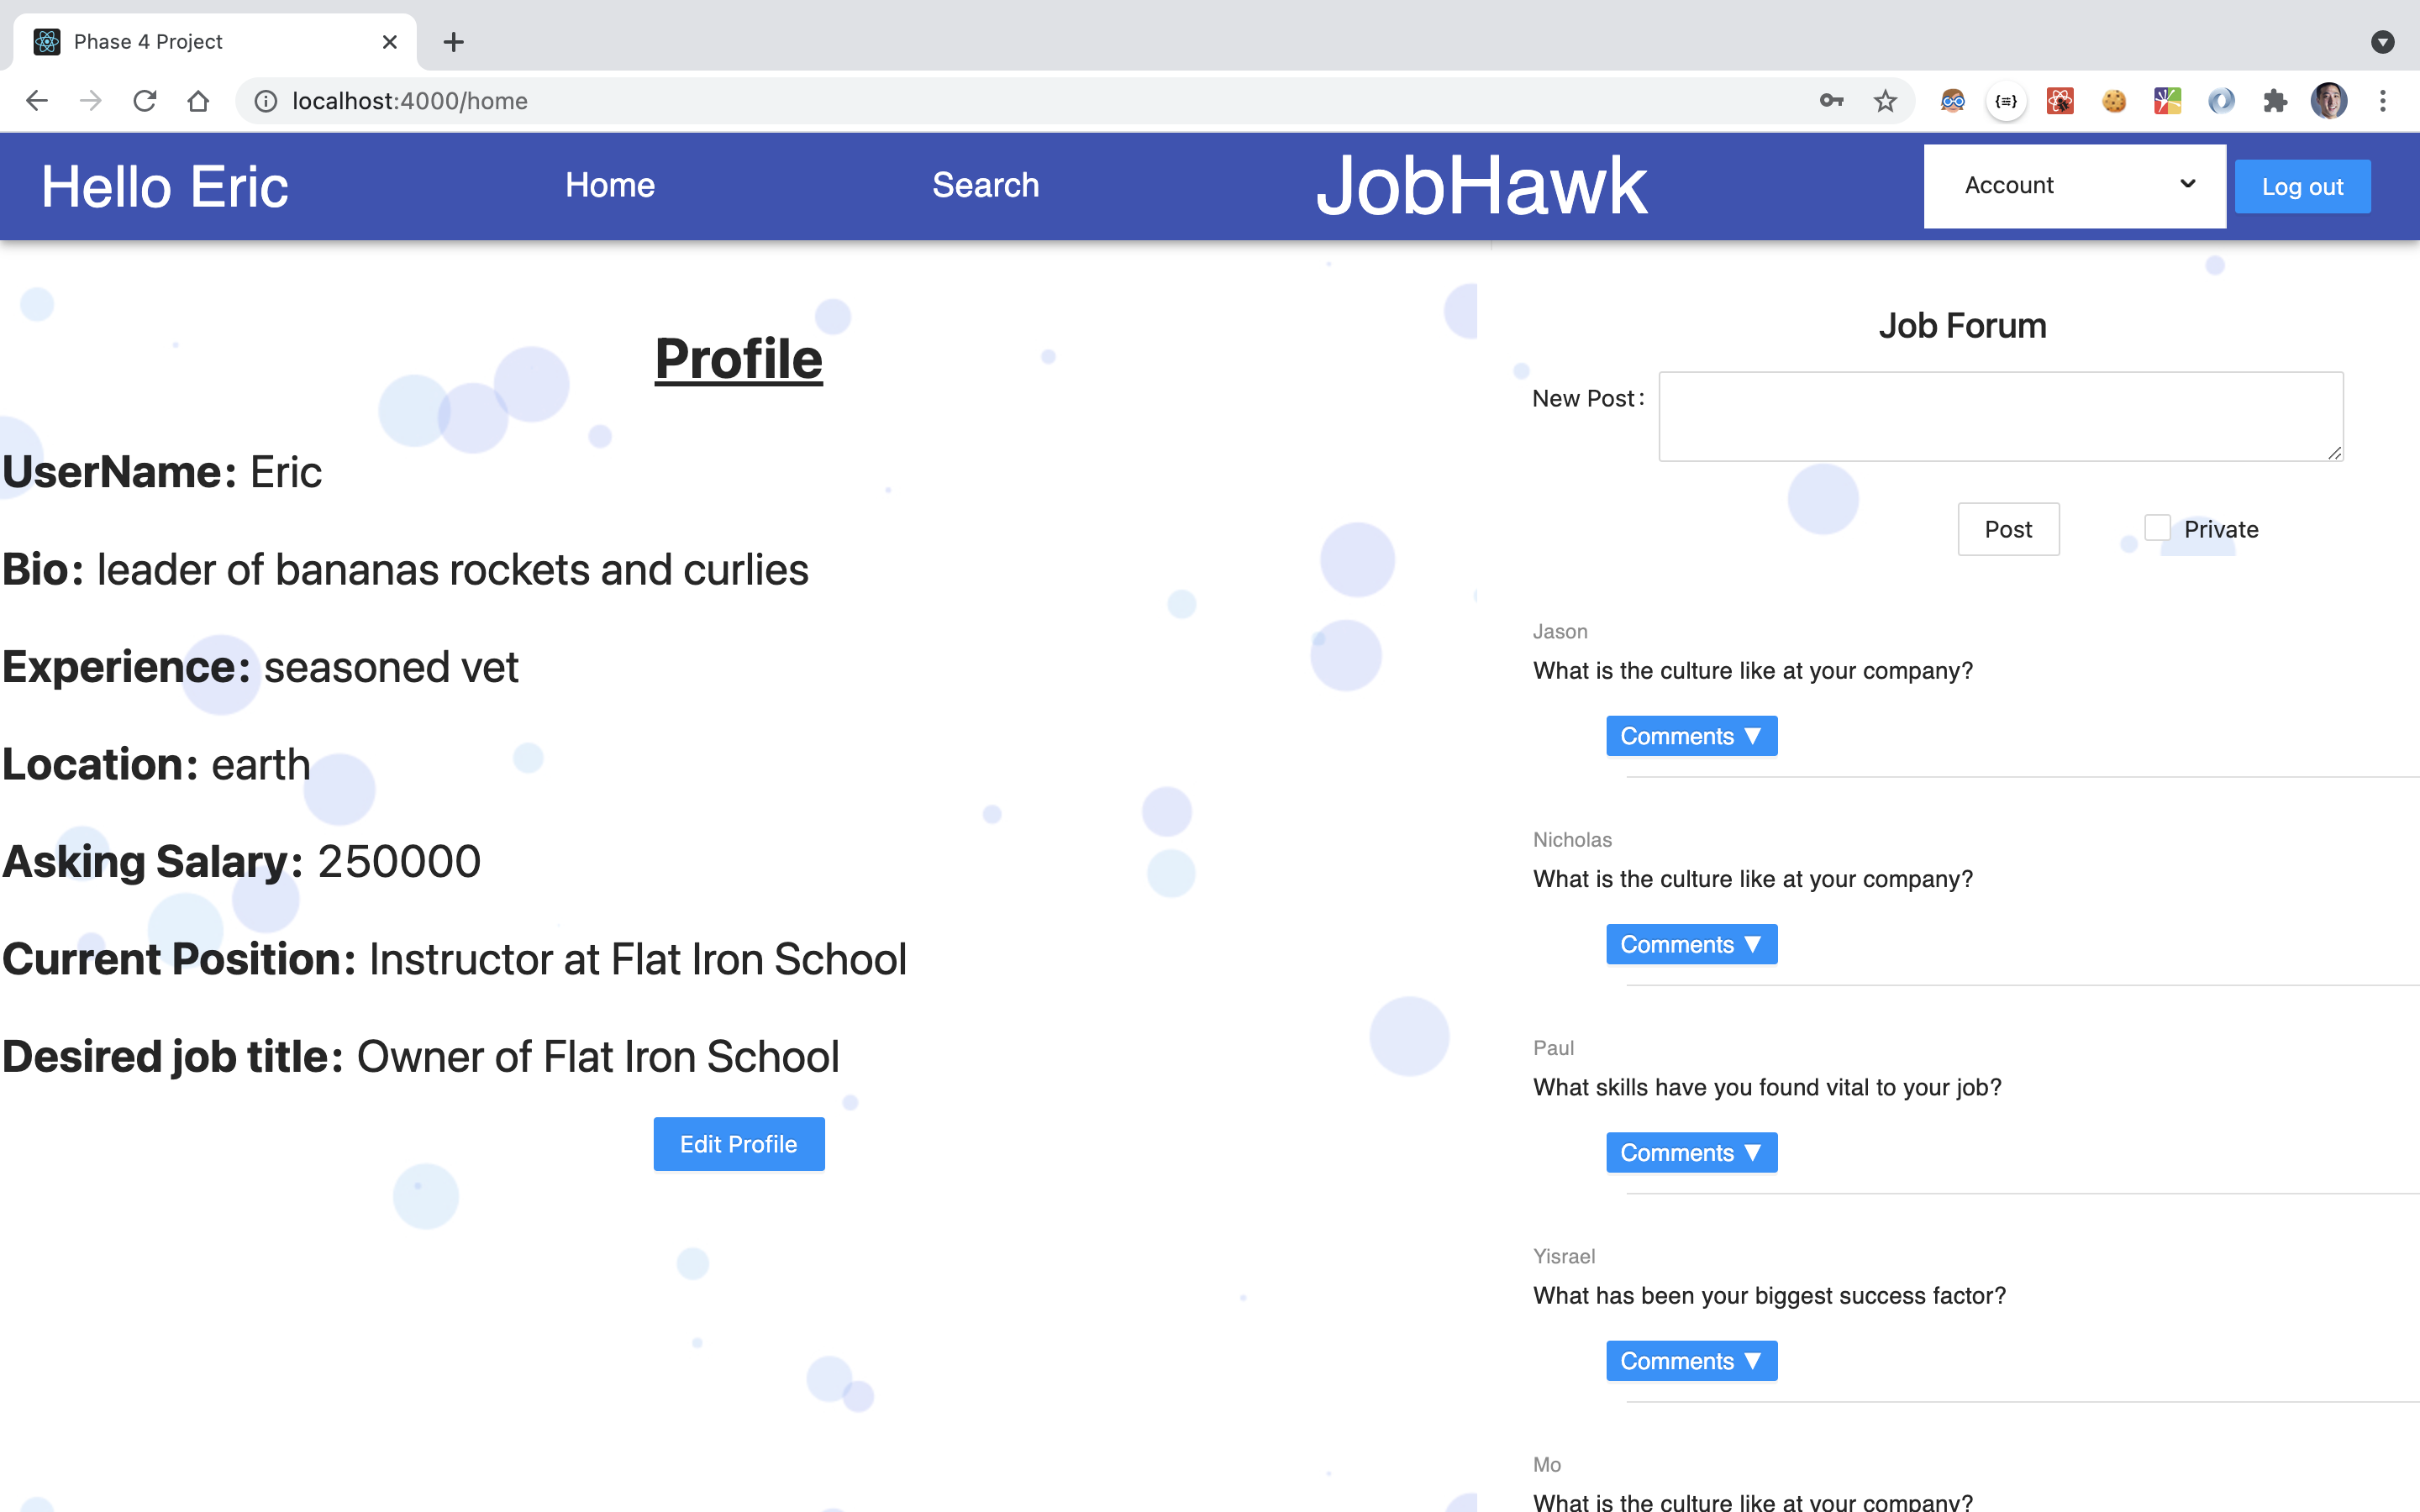 Phase 4 Project
localhost:4000/home
Hello Eric
Home
Search
JobHawk
Account
Log out
Profile
UserName: Eric
Bio: leader of bananas rockets and curlies
Experience: seasoned vet
Location: earth
Asking Salary: 250000
Current Position: Instructor at Flat Iron School
Desired job title: Owner of Flat Iron School
Edit Profile
Job Forum
New Post:
Post
Private
Jason
What is the culture like at your company?
Comments ▼
Nicholas
What is the culture like at your company?
Comments ▼
Paul
What skills have you found vital to your job?
Comments ▼
Yisrael
What has been your biggest success factor?
Comments ▼
Mo
What is the culture like at your company?